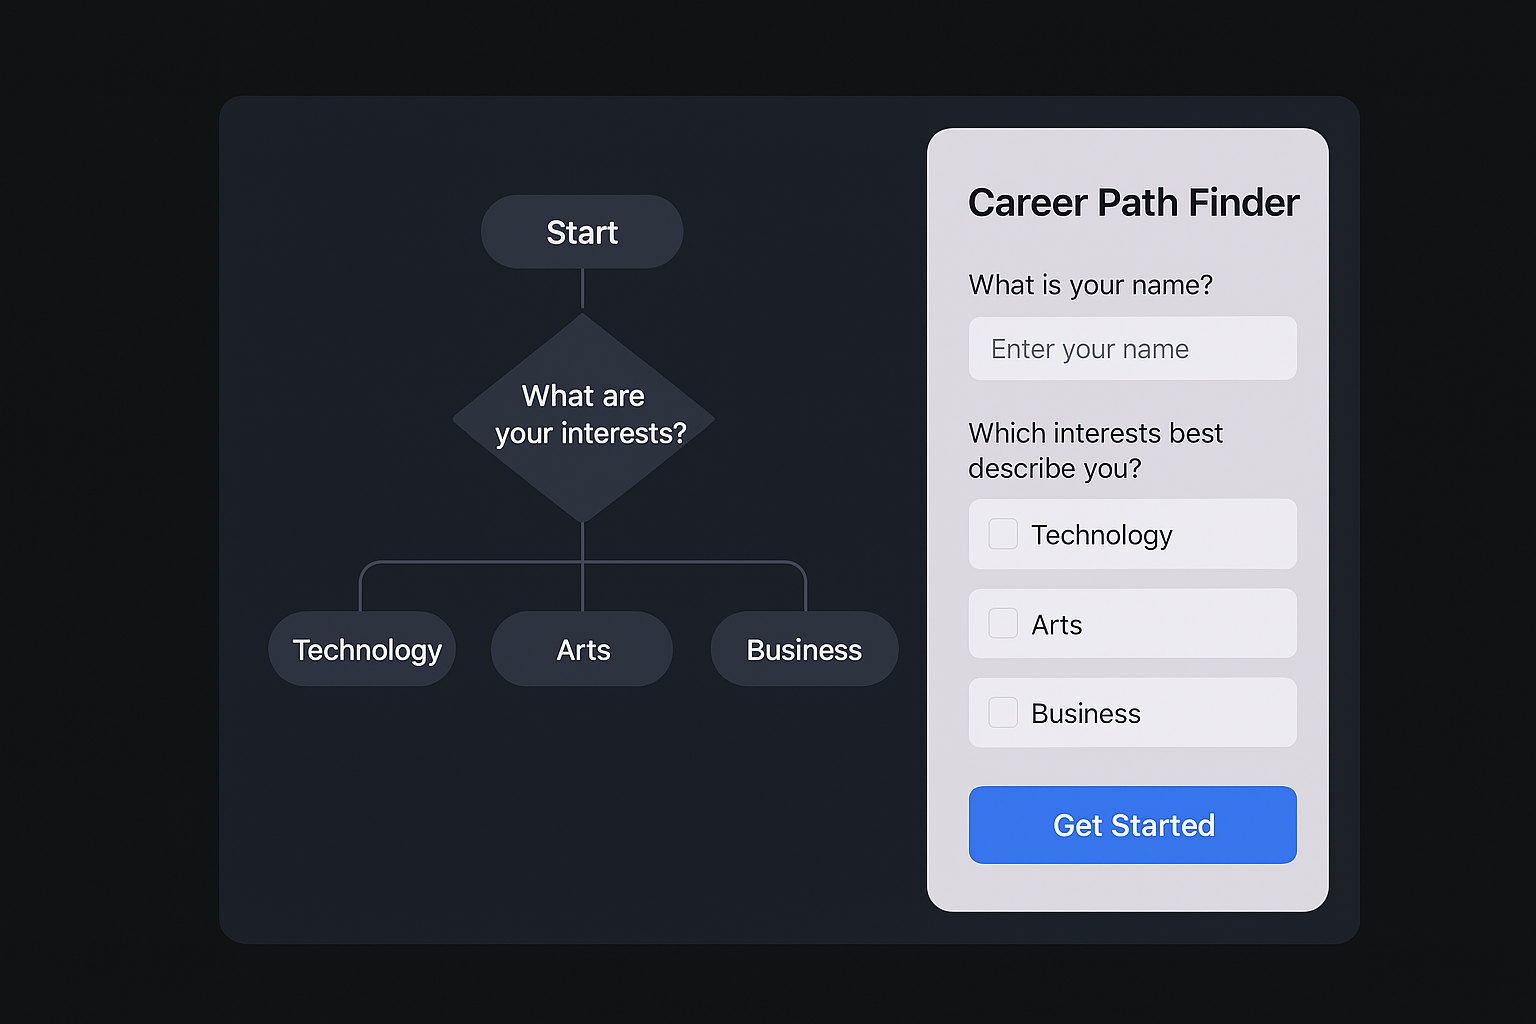 Start
What are
your interests?
Technology
Arts
Business
Career Path Finder
What is your name?
Enter your name
Which interests best
describe you?
Technology
Arts
Business
Get Started